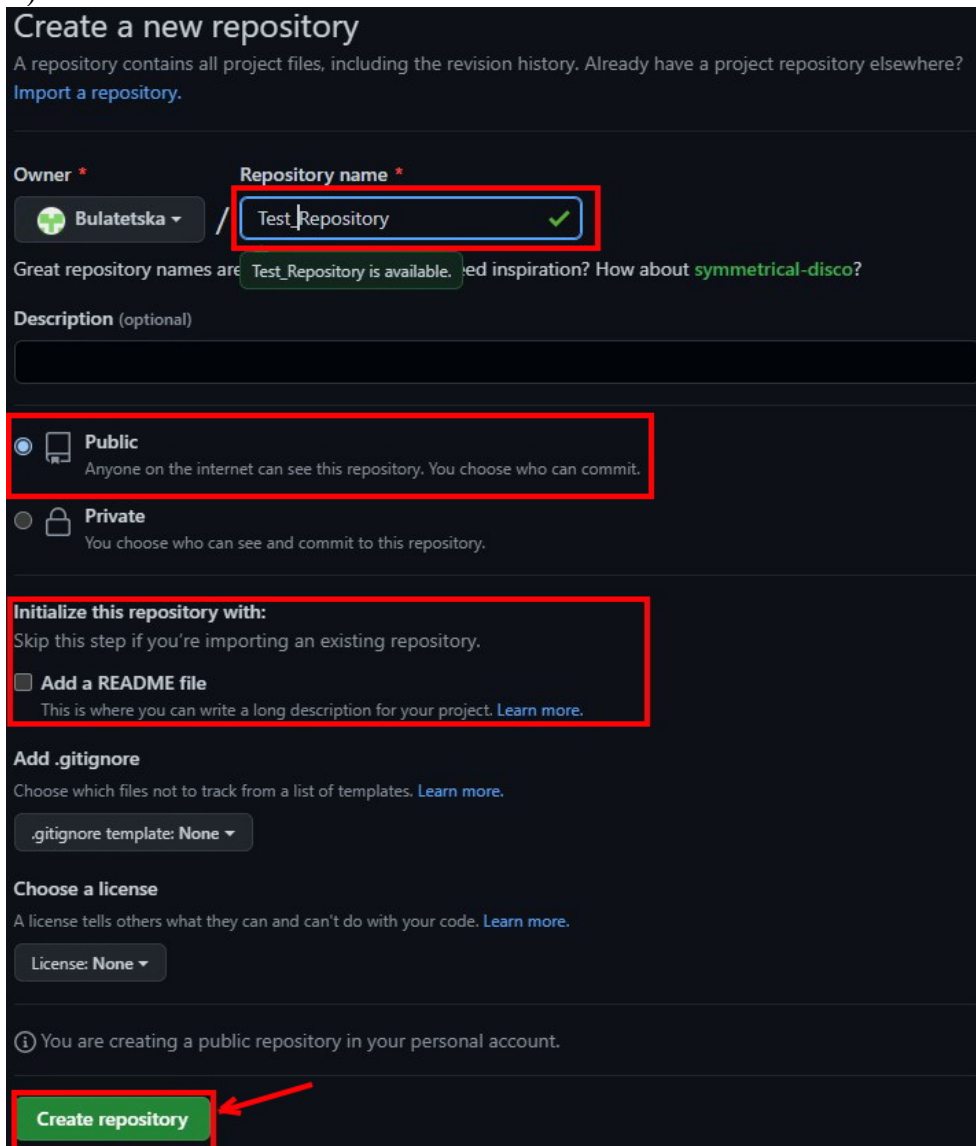 Create a new repository
A repository contains all project files, including the revision history. Already have a project repository elsewhere?
Import a repository.
Owner *
Repository name *
Bulatetska
/
Test_Repository
Great repository names are
Test_Repository is available.
inspiration? How about symmetrical-disco?
Description (optional)
Public
Anyone on the internet can see this repository. You choose who can commit.
Private
You choose who can see and commit to this repository.
Initialize this repository with:
Skip this step if you're importing an existing repository.
Add a README file
This is where you can write a long description for your project. Learn more.
Add .gitignore
Choose which files not to track from a list of templates. Learn more.
.gitignore template: None
Choose a license
A license tells others what they can and can't do with your code. Learn more.
License: None
You are creating a public repository in your personal account.
Create repository